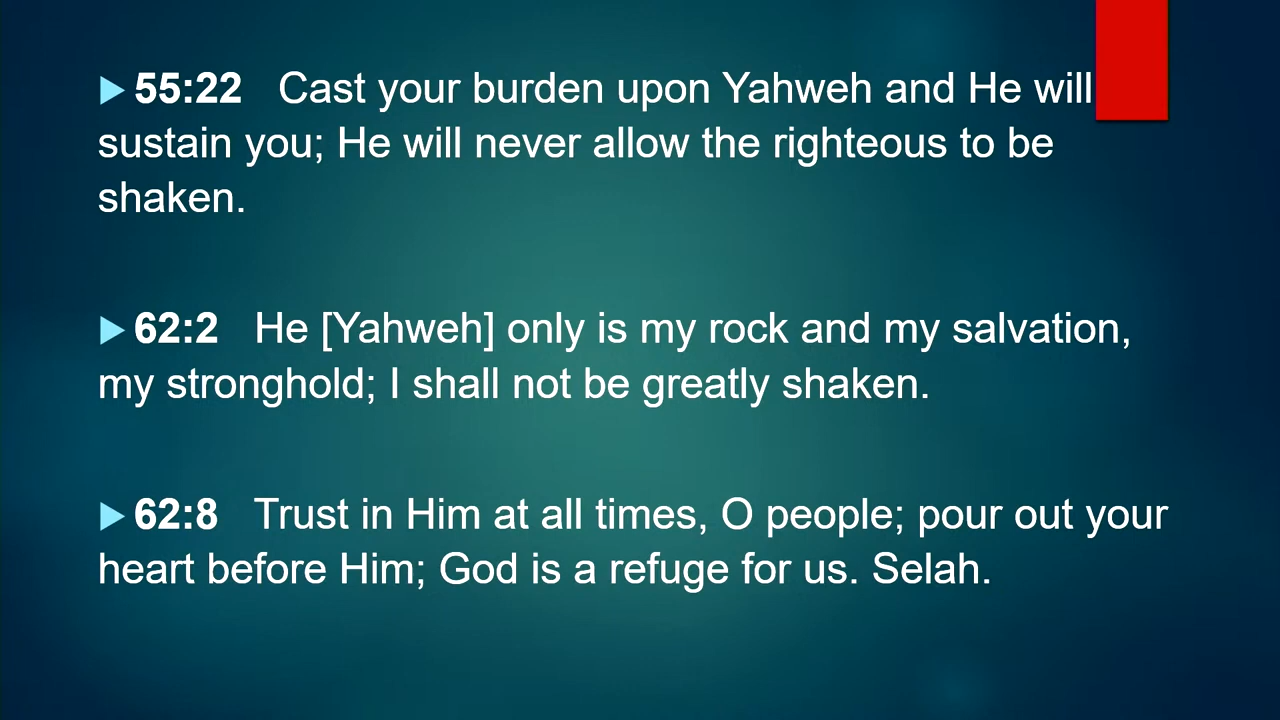 55:22 Cast your burden upon Yahweh and He will
sustain you; He will never allow the righteous to be
shaken.
62:2 He [Yahweh] only is my rock and my salvation,
my stronghold; I shall not be greatly shaken.
62:8 Trust in Him at all times, O people; pour out your
heart before Him; God is a refuge for us. Selah.